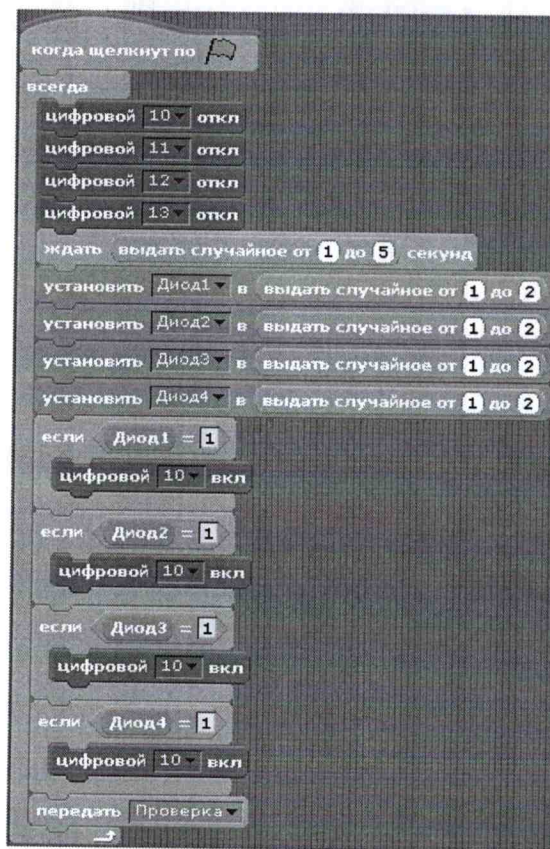 когда щелкнут по
всегда
цифровой 10 откл
цифровой 11 откл
цифровой 12 откл
цифровой 13 откл
ждать выдать случайное от 1 до 5 секунд
установить Диод1 в выдать случайное от 1 до 2
установить Диод2 в выдать случайное от 1 до 2
установить Диод3 в выдать случайное от 1 до 2
установить Диод4 в выдать случайное от 1 до 2
если Диод1 = 1
цифровой 10 вкл
если Диод2 = 1
цифровой 10 вкл
если Диод3 = 1
цифровой 10 вкл
если Диод4 = 1
цифровой 10 вкл
передать Проверка